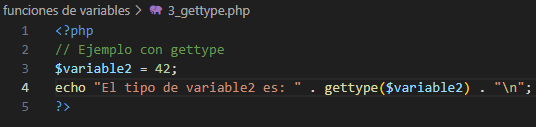 funciones de variables > 3_gettype.php
1 <?php
2 // Ejemplo con gettype
3 $variable2 = 42;
4 echo "El tipo de variable2 es: " . gettype($variable2) . "\n";
5 ?>